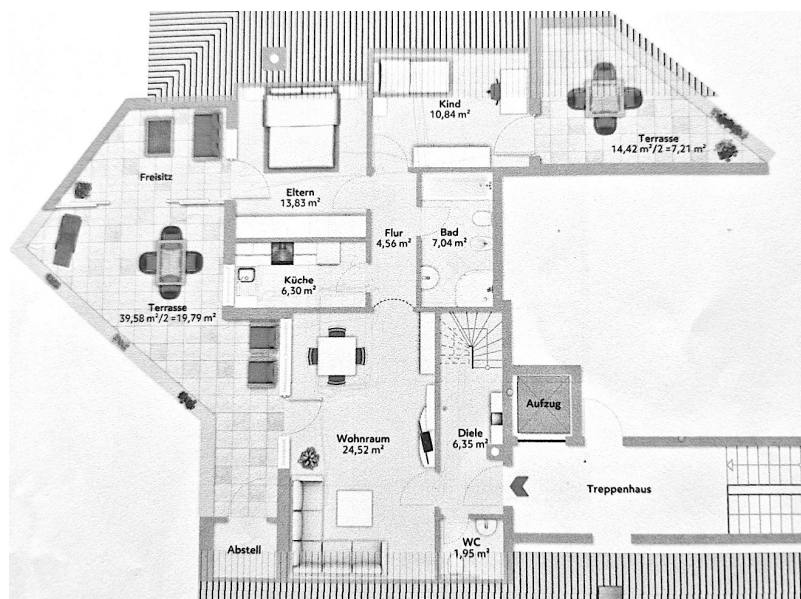 Kind
10,84 m²
Terrasse
14,42 m²/2 =7,21 m²
Freisitz
Eltern
13,83 m²
Flur
4,56 m²
Bad
7,04 m²
Küche
6,30 m²
Terrasse
39,58 m²/2 =19,79 m²
Aufzug
Wohnraum
24,52 m²
Diele
6,35 m²
Treppenhaus
Abstell
WC
1,95 m²